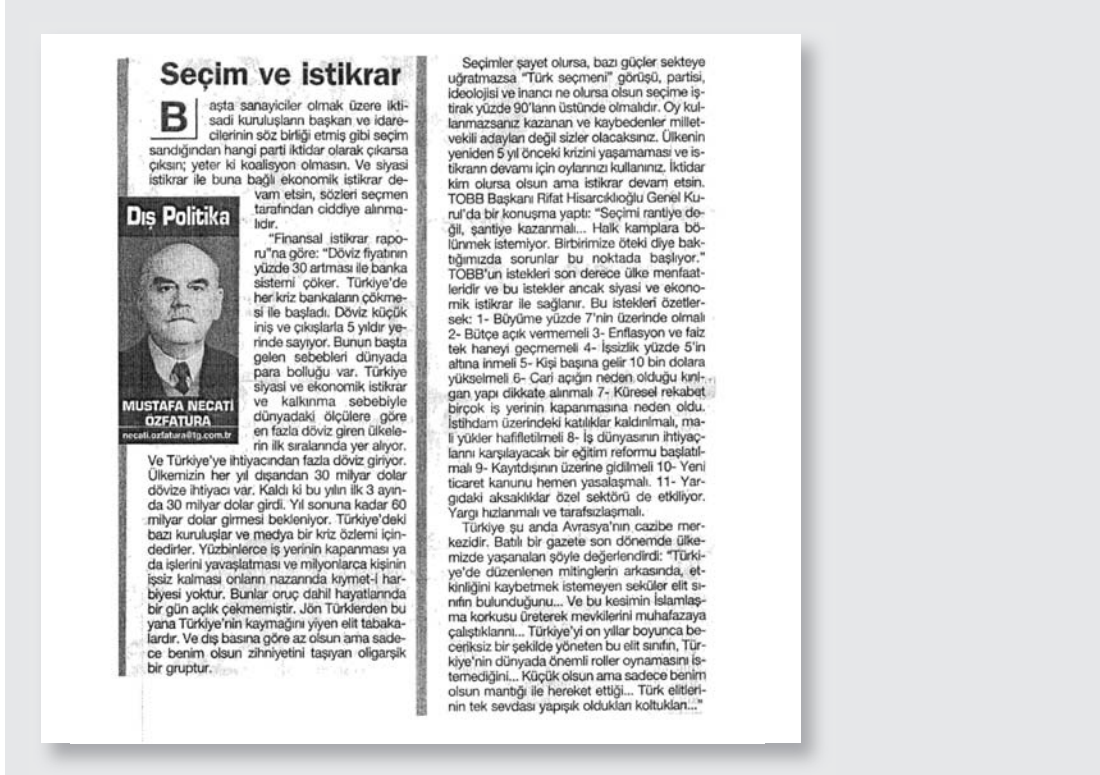 Seçim ve istikrar
Başta sanayiciler olmak üzere ikti-
sadi kuruluşların başkan ve idare-
cilerinin söz birliği etmiş gibi seçim
sandığından hangi parti iktidar olarak çıkarsa
çıksın; yeter ki koalisyon olmasın. Ve siyasi
istikrar ile buna bağlı ekonomik istikrar de-
vam etsin, sözleri seçmen
tarafından ciddiye alınma-
lıdır.
"Finansal istikrar rapo-
ru"na göre: "Döviz fiyatının
yüzde 30 artması ile banka
sistemi çöker. Türkiye'de
her kriz bankaların çökme-
si ile başladı. Döviz küçük
iniş ve çıkışlarla 5 yıldır ye-
rinde sayıyor. Bunun başta
gelen sebebleri dünyada
para bolluğu var. Türkiye
siyasi ve ekonomik istikrar
ve kalkınma sebebiyle
dünyadaki ölçülere göre
en fazla döviz giren ülkele-
rin ilk sıralarında yer alıyor.
Ve Türkiye'ye ihtiyacından fazla döviz giriyor.
Ülkemizin her yıl dışarıdan 30 milyar dolar
dövize ihtiyacı var. Kaldı ki bu yılın ilk 3 ayın-
da 30 milyar dolar girdi. Yıl sonuna kadar 60
milyar dolar girmesi bekleniyor. Türkiye'deki
bazı kuruluşlar ve medya bir kriz özlemi için-
dedirler. Yüzbinlerce iş yerinin kapanması ya
da işlerini yavaşlatması ve milyonlarca kişinin
işsiz kalması onların nazarında kıymet-i har-
biyesi yoktur. Bunlar oruç dahil hayatlarında
bir gün açlık çekmemiştir. Jön Türklerden bu
yana Türkiye'nin kaymağını yiyen elit tabaka-
lardır. Ve dış basına göre az olsun ama sade-
ce benim olsun zihniyetini taşıyan oligarşik
bir gruptur.
Dış Politika
MUSTAFA NECATİ
ÖZFATURA
necati.ozfatura@tg.com.tr
Seçimler şayet olursa, bazı güçler sekteye
uğratmazsa "Türk seçmeni" görüşü, partisi,
ideolojisi ve inancı ne olursa olsun seçime iş-
tirak yüzde 90'ların üstünde olmalıdır. Oy kul-
lanmazsanız kazanan ve kaybedenler millet-
vekili adayları değil sizler olacaksınız. Ülkenin
yeniden 5 yıl önceki krizini yaşamaması ve is-
tikrarın devamı için oylarınızı kullanınız. İktidar
kim olursa olsun ama istikrar devam etsin.
TOBB Başkanı Rifat Hisarcıklıoğlu Genel Ku-
rul'da bir konuşma yaptı: "Seçimi rantiye de-
ğil, şantiye kazanmalı... Halk kamplara bö-
lünmek istemiyor. Birbirimize öteki diye bak-
tığımızda sorunlar bu noktada başlıyor."
TOBB'un istekleri son derece ülke menfaat-
leridir ve bu istekler ancak siyasi ve ekono-
mik istikrar ile sağlanır. Bu istekleri özetler-
sek: 1- Büyüme yüzde 7'nin üzerinde olmalı
2- Bütçe açık vermemeli 3- Enflasyon ve faiz
tek haneyi geçmemeli 4- İşsizlik yüzde 5'in
altına inmeli 5- Kişi başına gelir 10 bin dolara
yükselmeli 6- Cari açığın neden olduğu kırıl-
gan yapı dikkate alınmalı 7- Küresel rekabet
birçok iş yerinin kapanmasına neden oldu.
İstihdam üzerindeki katılıklar kaldırılmalı, ma-
li yükler hafifletilmeli 8- İş dünyasının ihtiyaç-
larını karşılayacak bir eğitim reformu başlatıl-
malı 9- Kayıtdışının üzerine gidilmeli 10- Yeni
ticaret kanunu hemen yasalaşmalı. 11- Yar-
gıdaki aksaklıklar özel sektörü de etkiliyor.
Yargı hızlanmalı ve tarafsızlaşmalı.
Türkiye şu anda Avrasya'nın cazibe mer-
kezidir. Batılı bir gazete son dönemde ülke-
mizde yaşananları şöyle değerlendirdi: "Türki-
ye'de düzenlenen mitinglerin arkasında, et-
kinliğini kaybetmek istemeyen seküler elit sı-
nıfın bulunduğunu... Ve bu kesimin İslamlaş-
ma korkusu üreterek mevkilerini muhafazaya
çalıştıklarını... Türkiye'yi on yıllar boyunca be-
ceriksiz bir şekilde yöneten bu elit sınıfın, Tür-
kiye'nin dünyada önemli roller oynamasını is-
temediğini... Küçük olsun ama sadece benim
olsun mantığı ile hereket ettiği... Türk elitleri-
nin tek sevdası yapışık oldukları koltukları..."